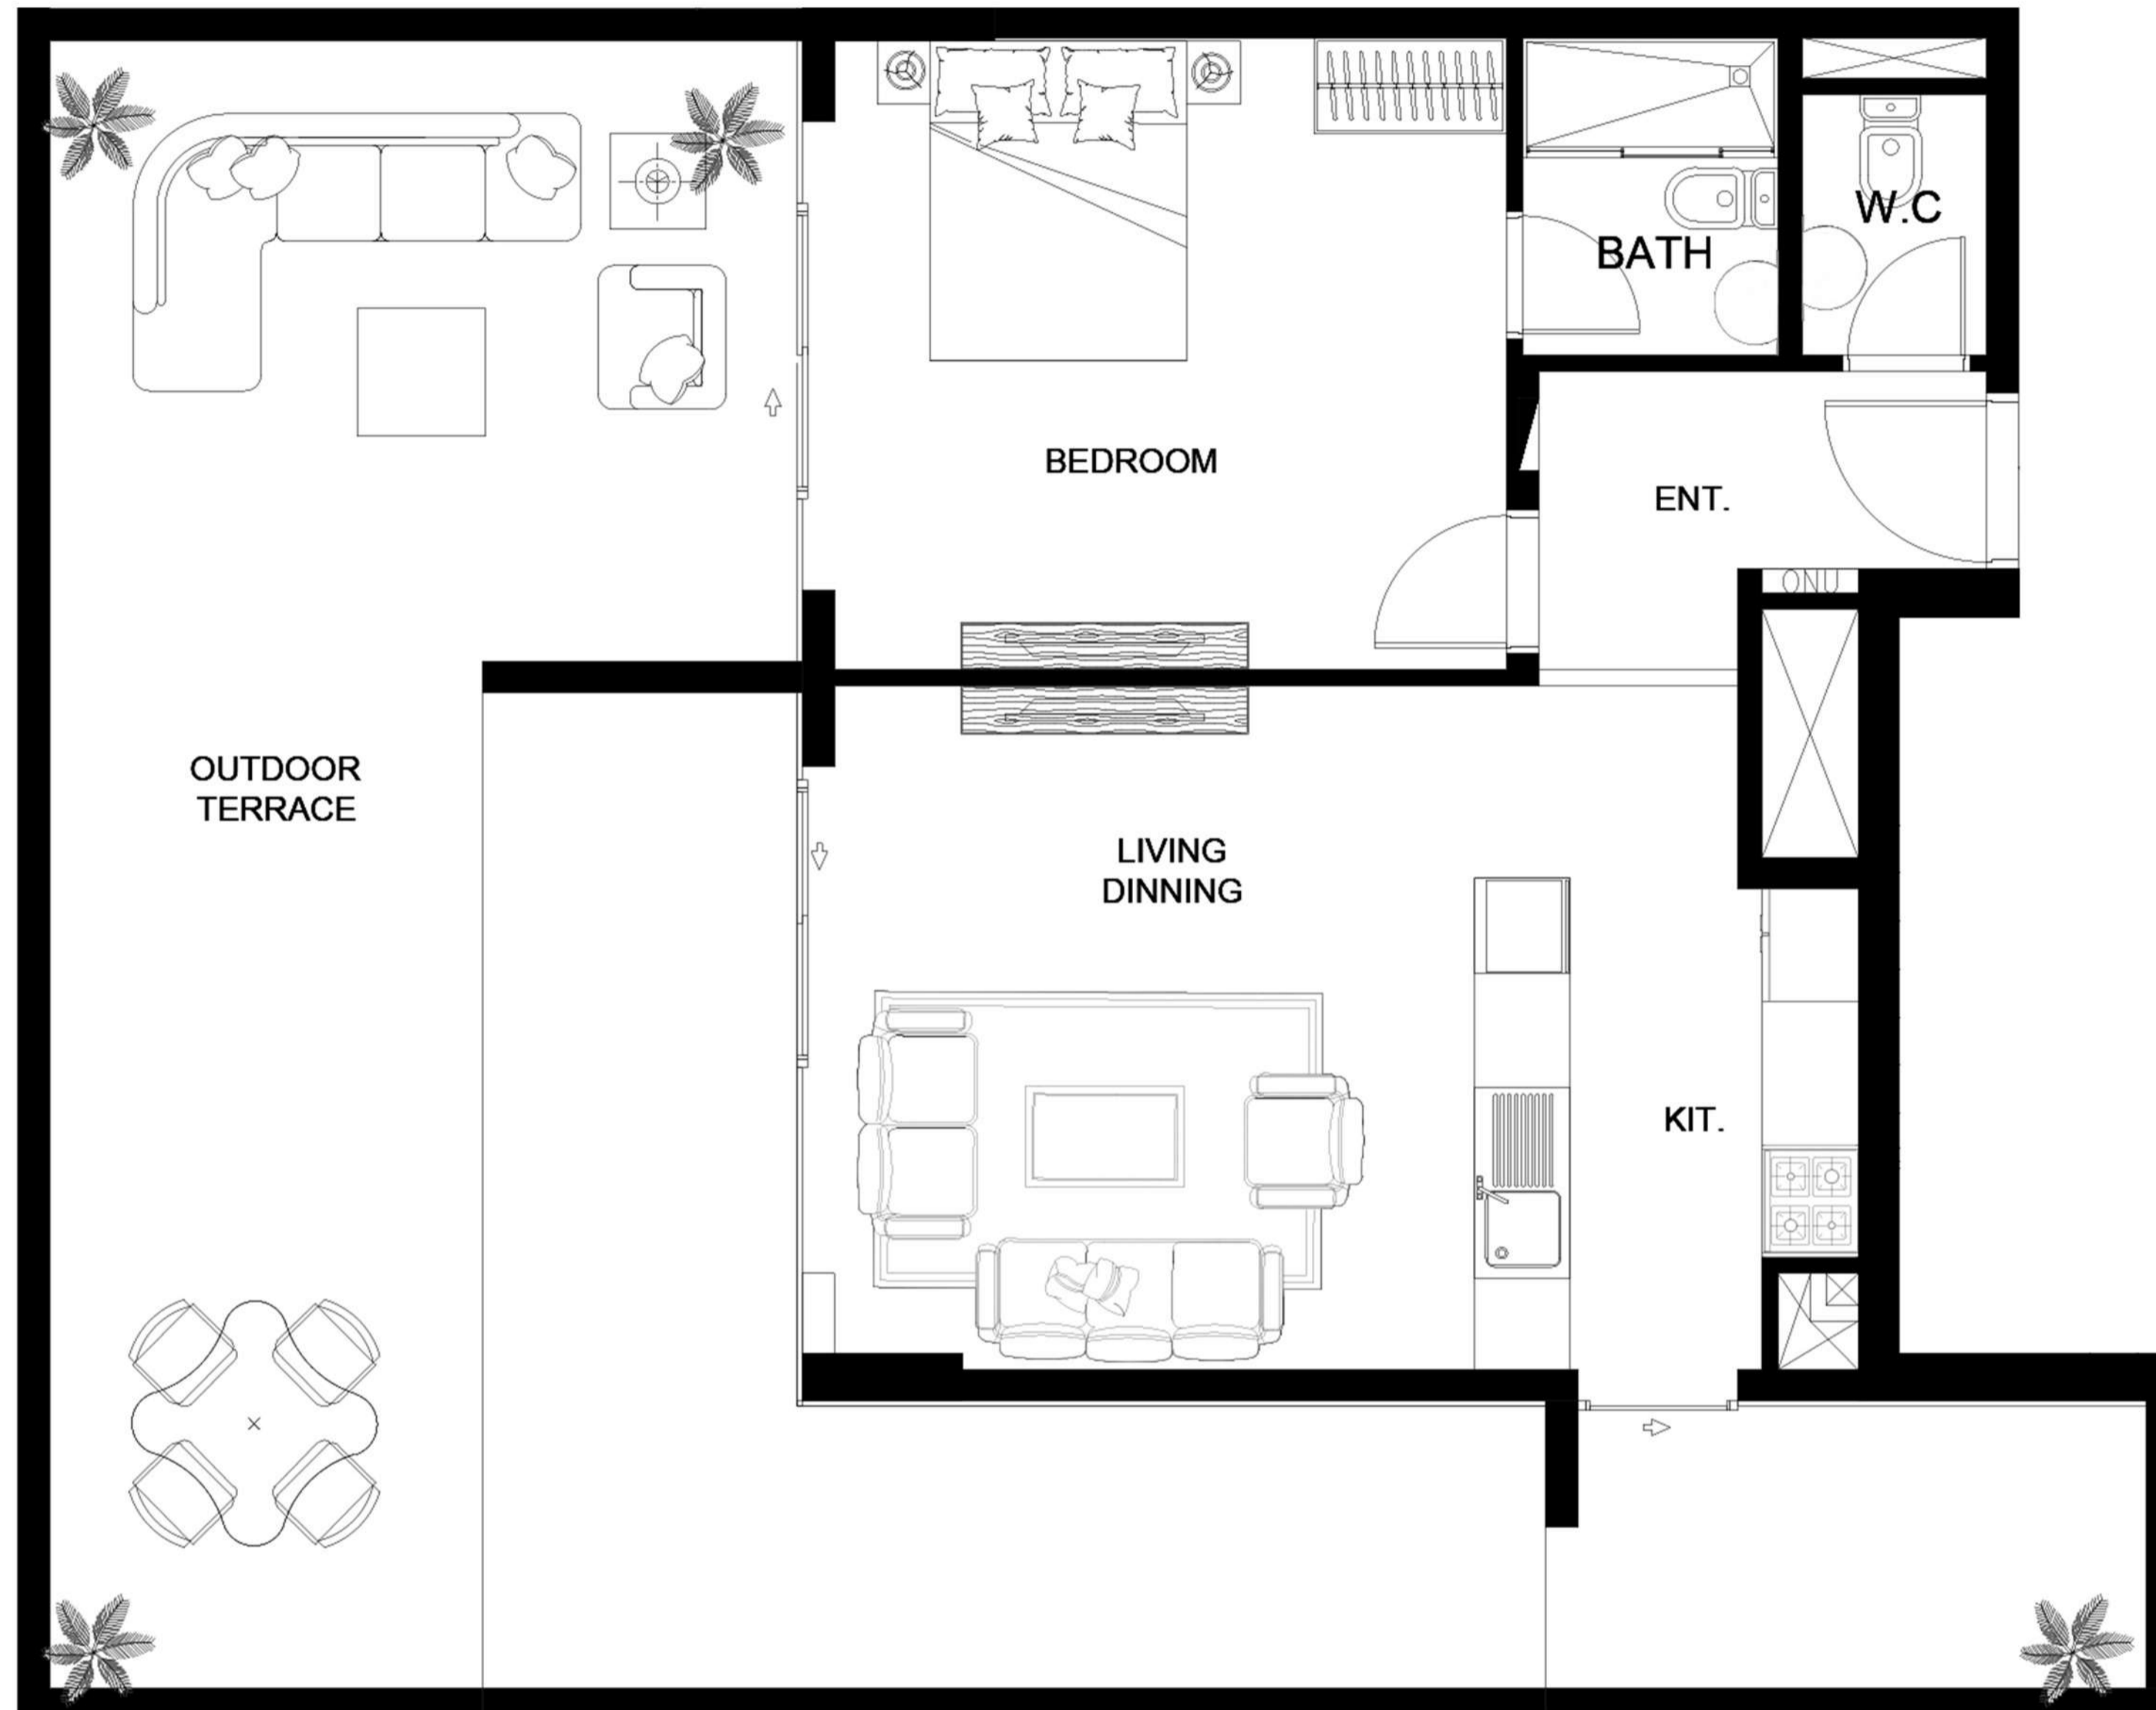 W.C
BATH
BEDROOM
ENT.
ONU
OUTDOOR
TERRACE
LIVING
DINNING
KIT.